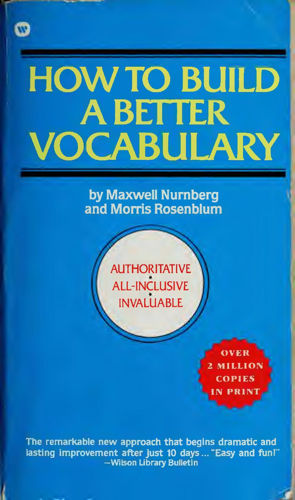 W
HOW TO BUILD
A BETTER
VOCABULARY
by Maxwell Nurnberg
and Morris Rosenblum
AUTHORITATIVE
•
ALL-INCLUSIVE
•
INVALUABLE
OVER
2 MILLION
COPIES
IN PRINT
The remarkable new approach that begins dramatic and
lasting improvement after just 10 days... "Easy and fun!"
—Wilson Library Bulletin